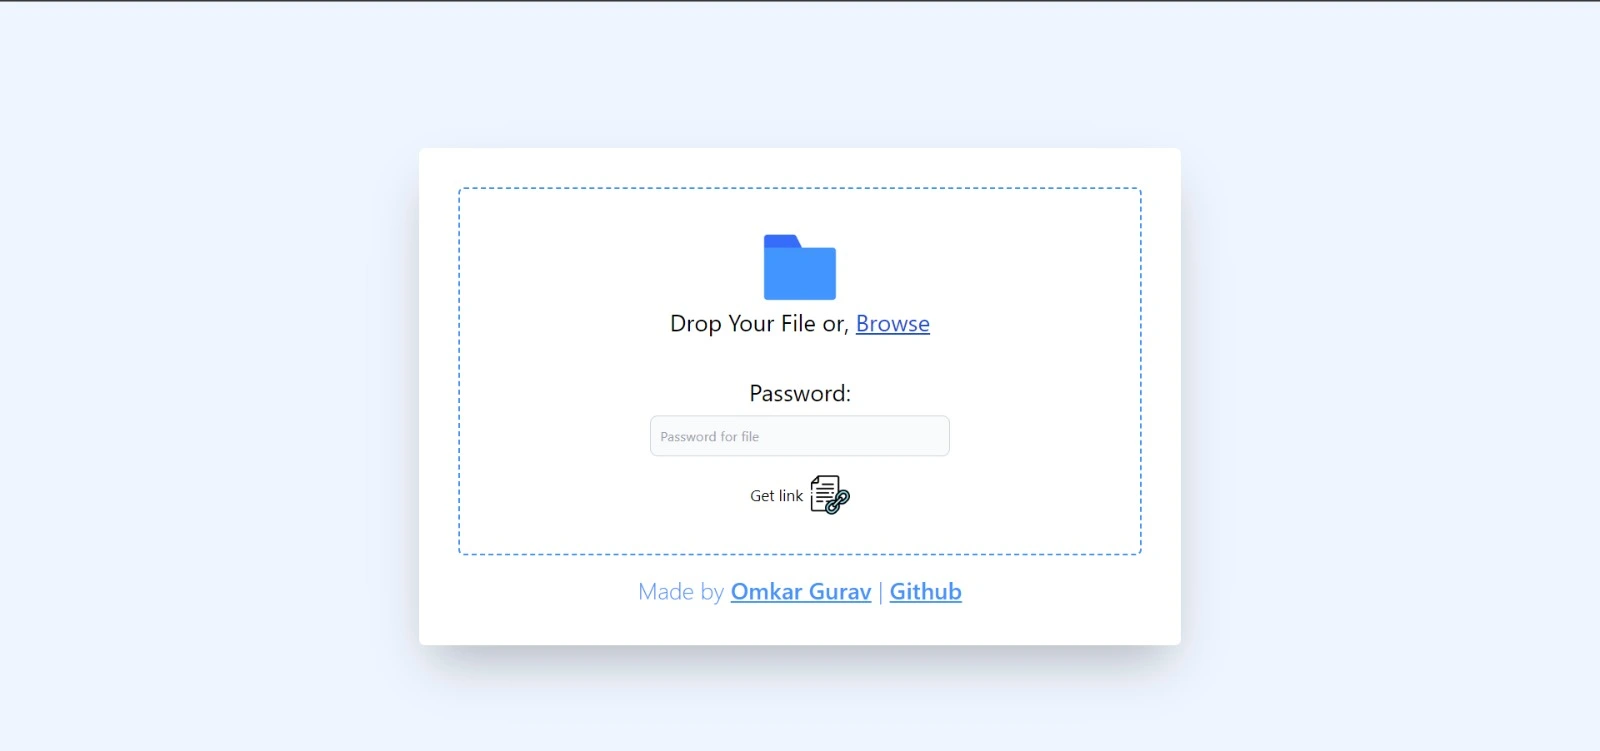 Drop Your File or, Browse
Password:
Password for file
Get link
Made by Omkar Gurav | Github